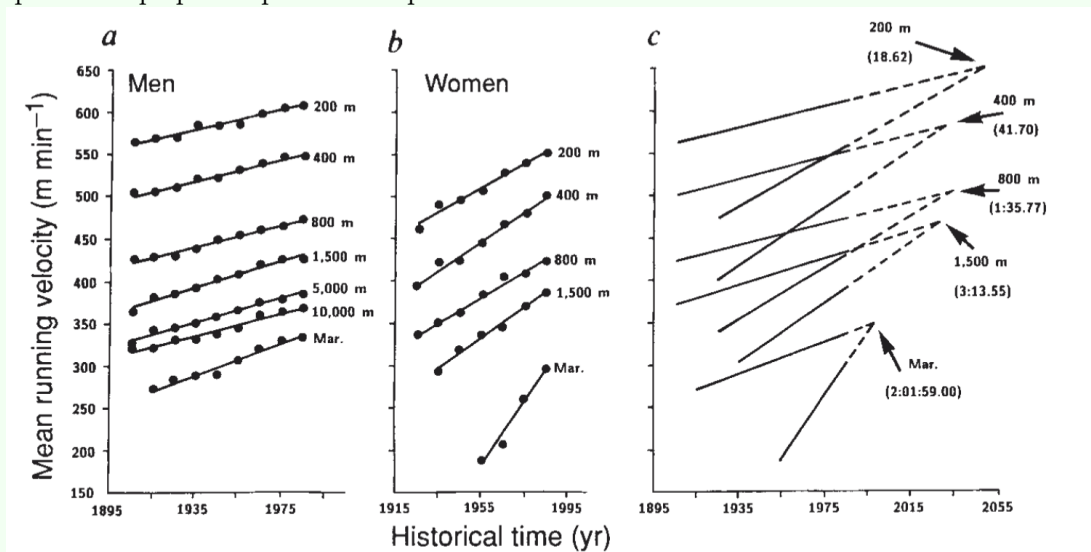 a
Men
650
600
550
500
450
400
350
300
250
200
150
200 m
400 m
800 m
1,500 m
5,000 m
10,000 m
Mar.
1895
1935
1975
Mean running velocity (m min⁻¹)
b
Women
200 m
400 m
800 m
1,500 m
Mar.
1915
1955
1995
Historical time (yr)
c
200 m
(18.62)
400 m
(41.70)
800 m
(1:35.77)
1,500 m
(3:13.55)
Mar.
(2:01:59.00)
1895
1935
1975
2015
2055